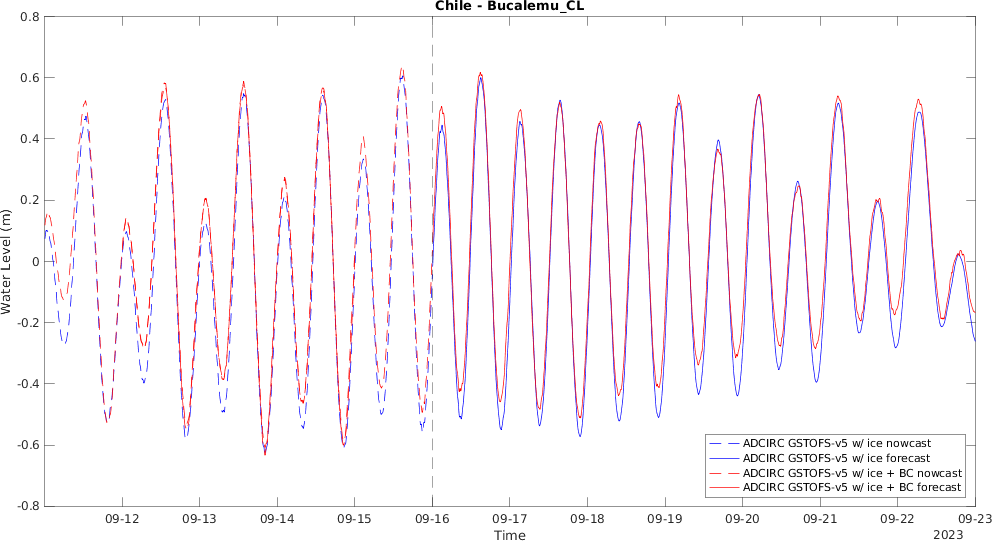 Chile - Bucalemu_CL
Water Level (m)
0.8
0.6
0.4
0.2
0
-0.2
-0.4
-0.6
-0.8
ADCIRC GSTOFS-v5 w/ ice nowcast
ADCIRC GSTOFS-v5 w/ ice forecast
ADCIRC GSTOFS-v5 w/ ice + BC nowcast
ADCIRC GSTOFS-v5 w/ ice + BC forecast
09-12 09-13 09-14 09-15 09-16 09-17 09-18 09-19 09-20 09-21 09-22 09-23
Time
2023